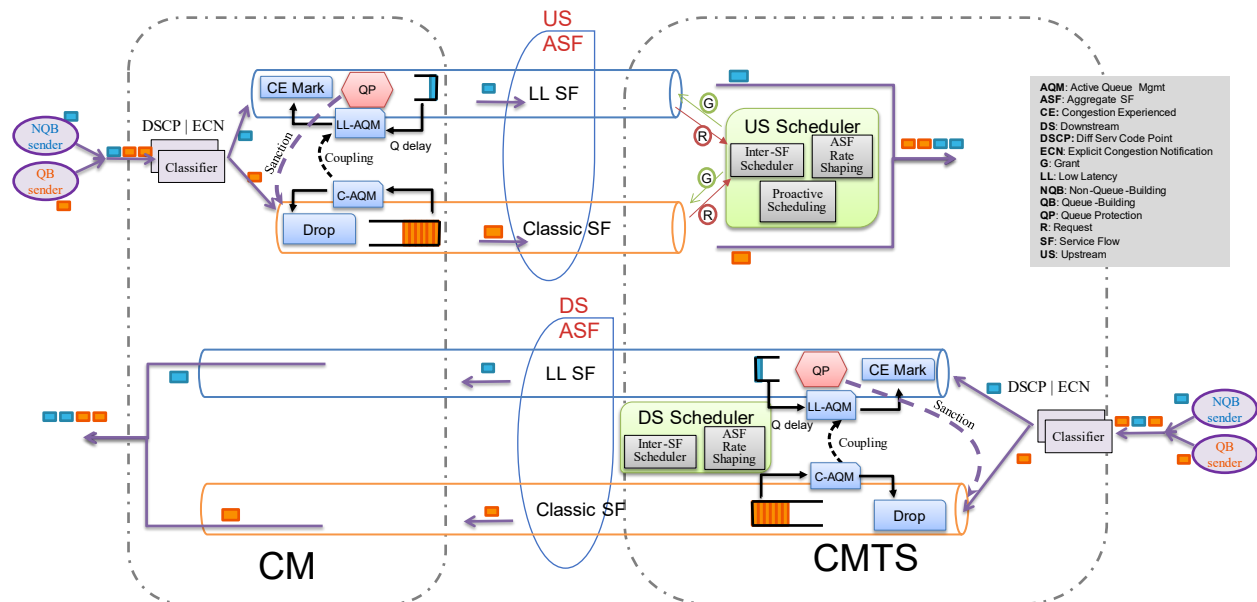 US
ASF
CE Mark
QP
LL SF
G
AQM: Active Queue Mgmt
ASF: Aggregate SF
CE: Congestion Experienced
DS: Downstream
DSCP: Diff Serv Code Point
ECN: Explicit Congestion Notification
G: Grant
LL: Low Latency
NQB: Non-Queue-Building
QB: Queue-Building
QP: Queue Protection
R: Request
SF: Service Flow
US: Upstream
NQB
sender
DSCP | ECN
LL-AQM
Q delay
R
US Scheduler
Classifier
Sanction
Coupling
Inter-SF
Scheduler
ASF
Rate
Shaping
QB
sender
C-AQM
G
Proactive
Scheduling
R
Drop
Classic SF
DS
ASF
LL SF
QP
CE Mark
DSCP | ECN
Sanction
NQB
sender
LL-AQM
Q delay
DS Scheduler
Inter-SF
Scheduler
ASF
Rate
Shaping
Coupling
Classifier
QB
sender
C-AQM
Classic SF
Drop
CM
CMTS